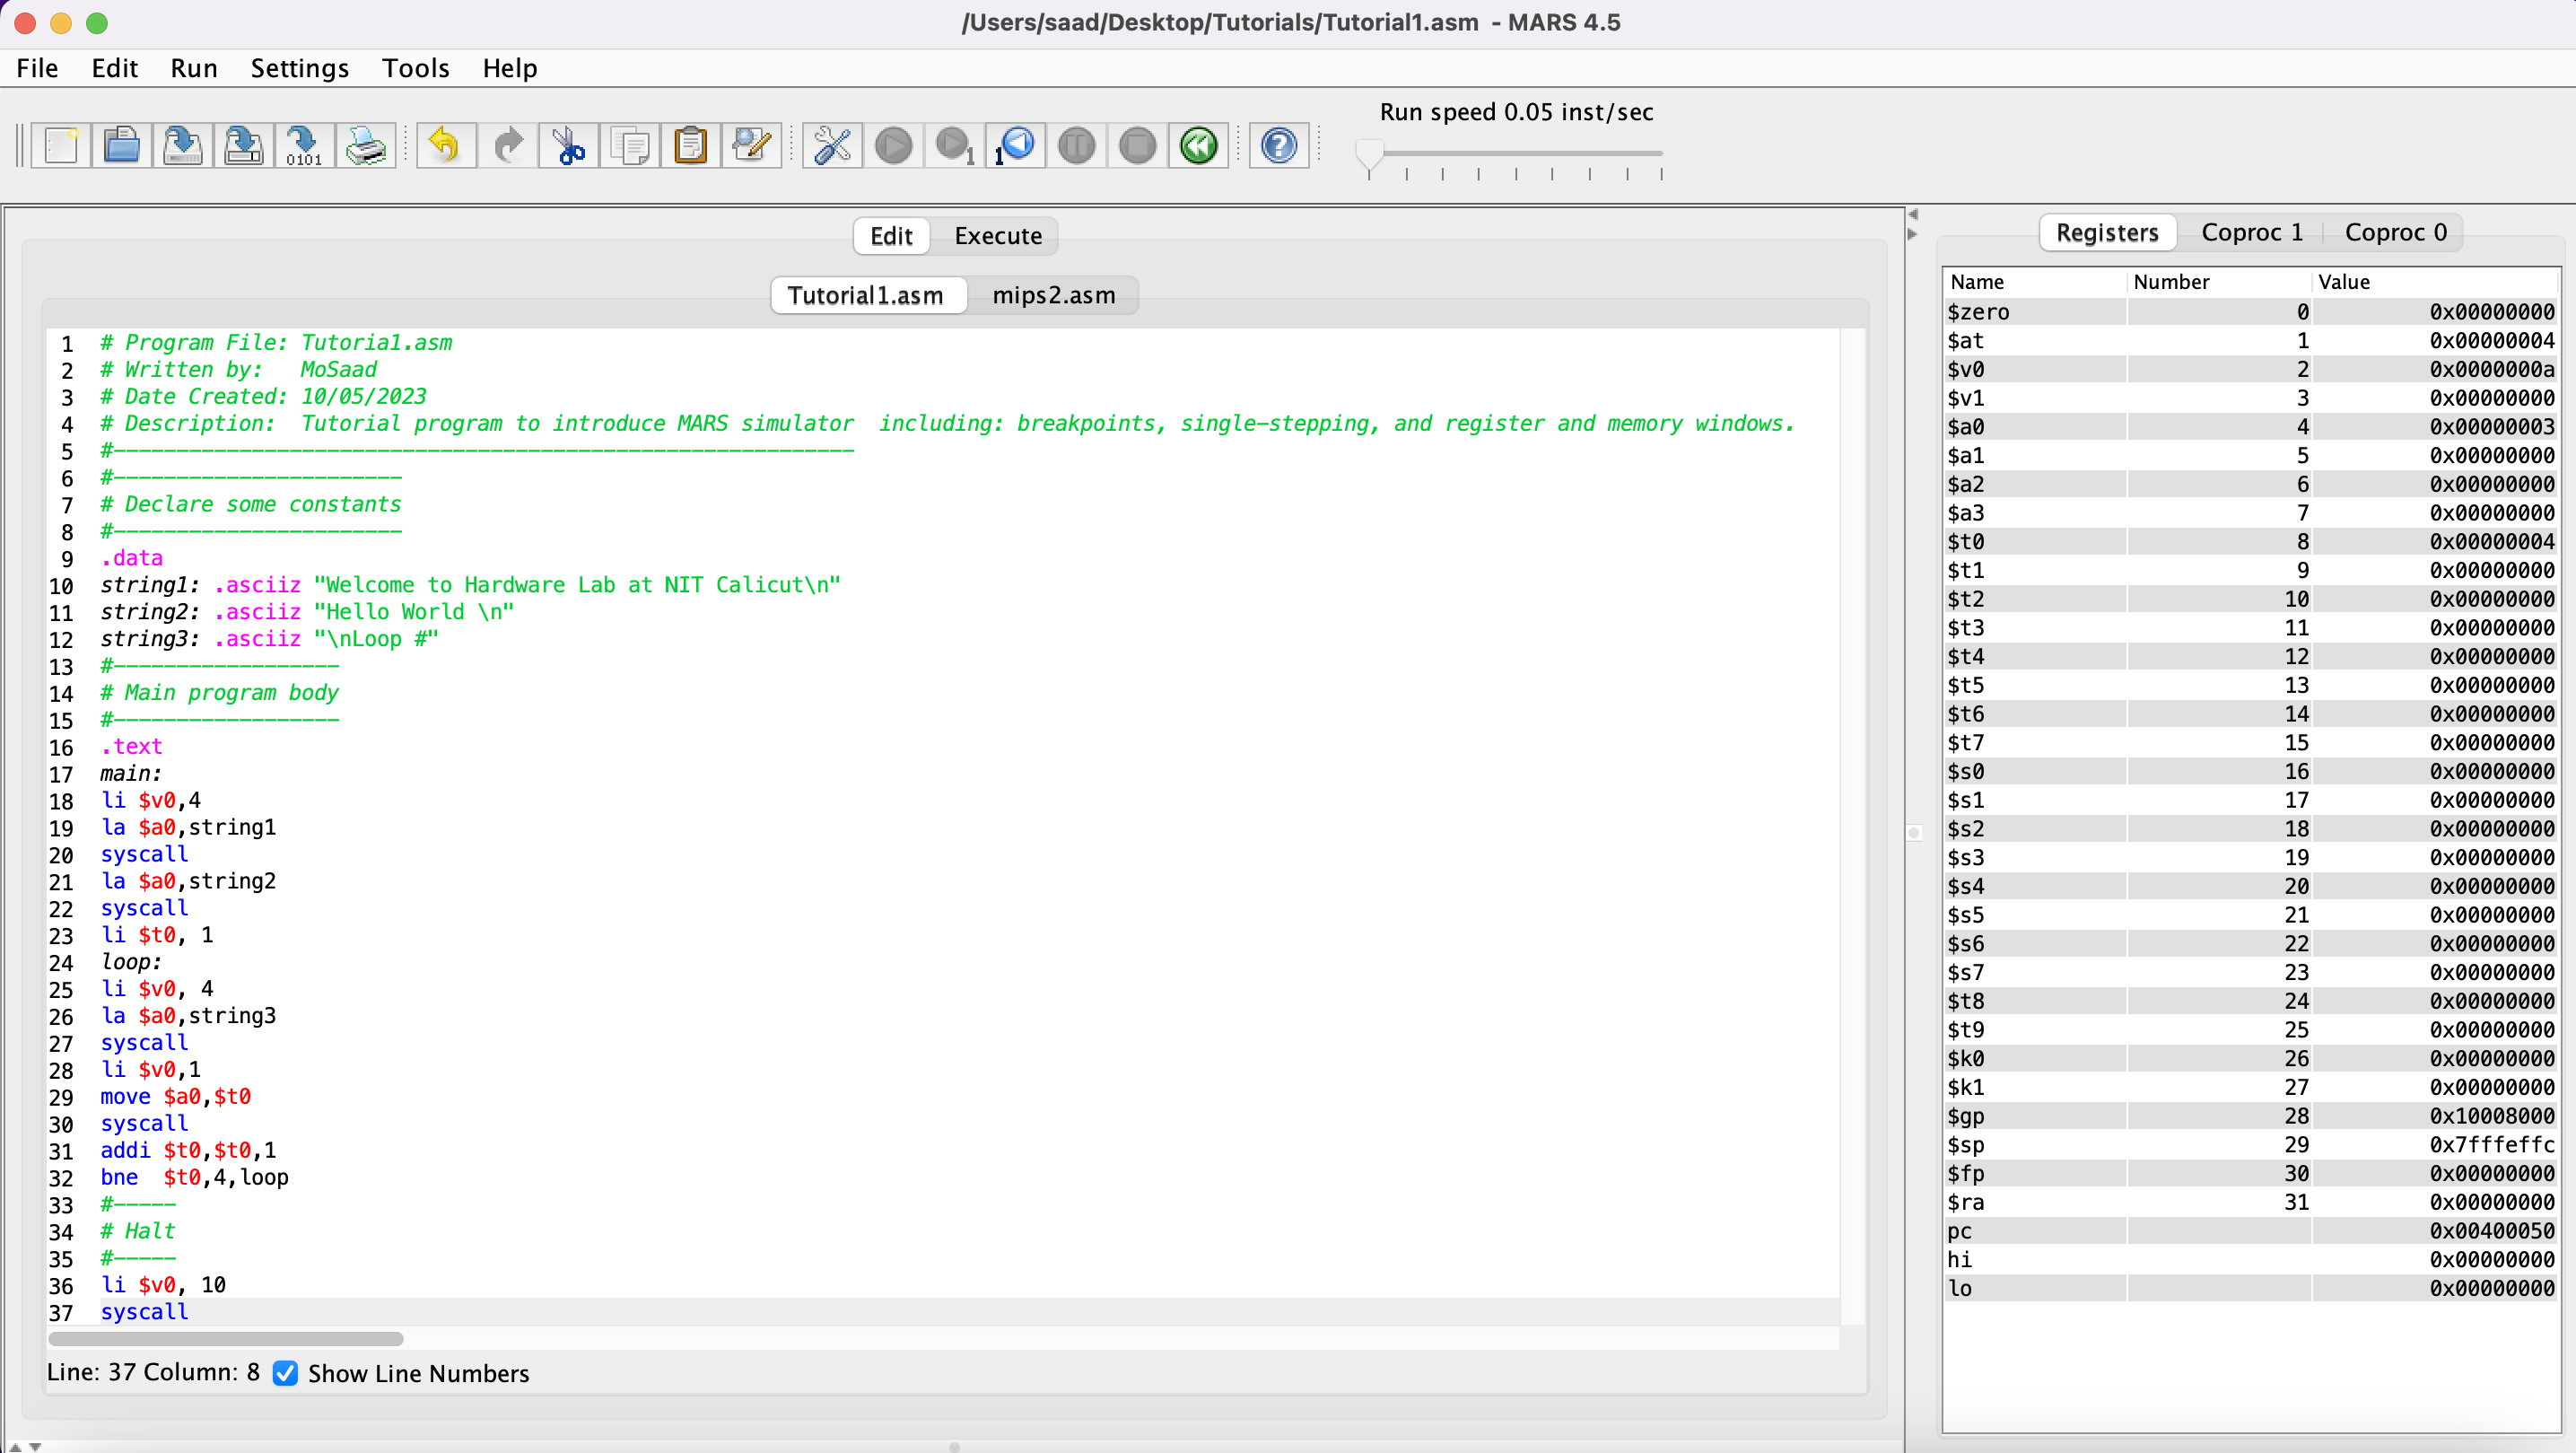 /Users/saad/Desktop/Tutorials/Tutorial1.asm - MARS 4.5
File Edit Run Settings Tools Help
Run speed 0.05 inst/sec
0101
1
1
Edit Execute
Tutorial1.asm mips2.asm
1 # Program File: Tutoria1.asm
2 # Written by: MoSaad
3 # Date Created: 10/05/2023
4 # Description: Tutorial program to introduce MARS simulator including: breakpoints, single-stepping, and register and memory windows.
5 #-----------------------------------------------------------
6 #-----------------------
7 # Declare some constants
8 #-----------------------
9 .data
10 string1: .asciiz "Welcome to Hardware Lab at NIT Calicut\n"
11 string2: .asciiz "Hello World \n"
12 string3: .asciiz "\nLoop #"
13 #------------------
14 # Main program body
15 #------------------
16 .text
17 main:
18 li $v0,4
19 la $a0,string1
20 syscall
21 la $a0,string2
22 syscall
23 li $t0, 1
24 loop:
25 li $v0, 4
26 la $a0,string3
27 syscall
28 li $v0,1
29 move $a0,$t0
30 syscall
31 addi $t0,$t0,1
32 bne $t0,4,loop
33 #-----
34 # Halt
35 #-----
36 li $v0, 10
37 syscall
Line: 37 Column: 8 Show Line Numbers
Registers Coproc 1 Coproc 0
Name Number Value
$zero 0 0x00000000
$at 1 0x00000004
$v0 2 0x0000000a
$v1 3 0x00000000
$a0 4 0x00000003
$a1 5 0x00000000
$a2 6 0x00000000
$a3 7 0x00000000
$t0 8 0x00000004
$t1 9 0x00000000
$t2 10 0x00000000
$t3 11 0x00000000
$t4 12 0x00000000
$t5 13 0x00000000
$t6 14 0x00000000
$t7 15 0x00000000
$s0 16 0x00000000
$s1 17 0x00000000
$s2 18 0x00000000
$s3 19 0x00000000
$s4 20 0x00000000
$s5 21 0x00000000
$s6 22 0x00000000
$s7 23 0x00000000
$t8 24 0x00000000
$t9 25 0x00000000
$k0 26 0x00000000
$k1 27 0x00000000
$gp 28 0x10008000
$sp 29 0x7fffeffc
$fp 30 0x00000000
$ra 31 0x00000000
pc 0x00400050
hi 0x00000000
lo 0x00000000